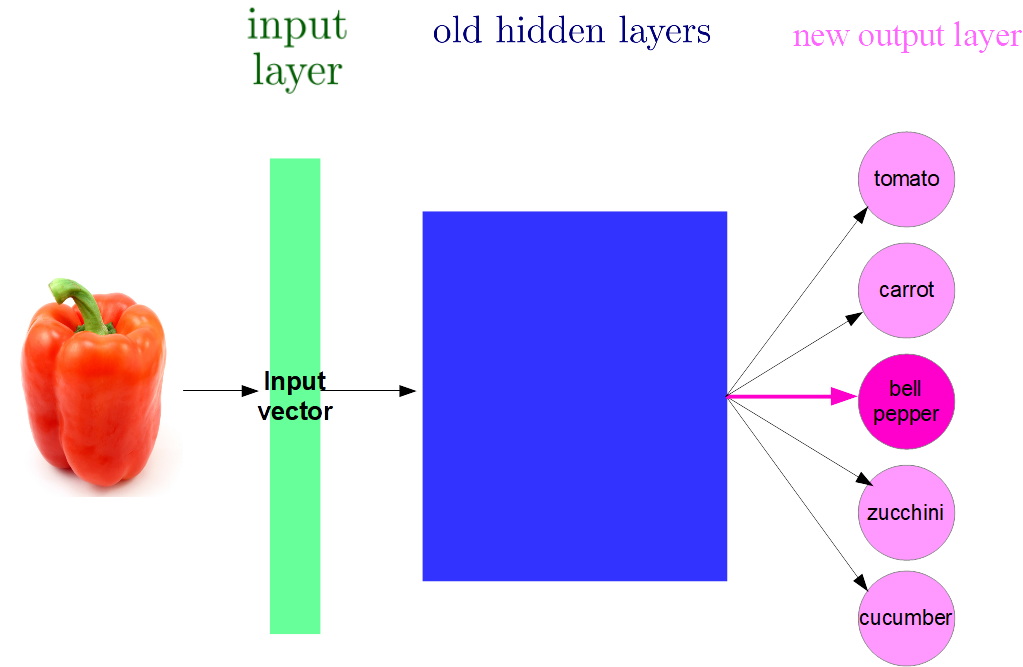 input
layer
old hidden layers
new output layer
tomato
carrot
Input
vector
bell
pepper
zucchini
cucumber